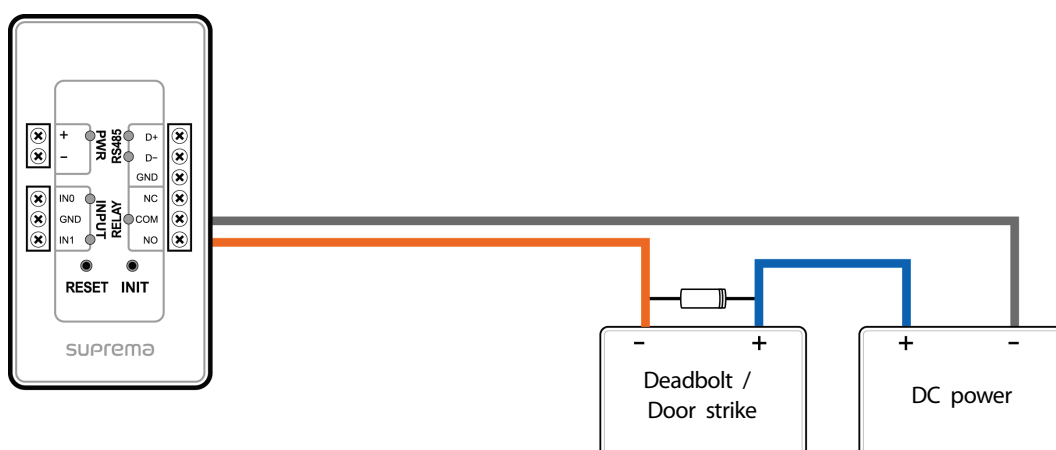 +
−
PWR
RS485
D+
D−
GND
IN0
GND
IN1
INPUT
RELAY
NC
COM
NO
RESET INIT
suprema
− +
Deadbolt /
Door strike
+ −
DC power